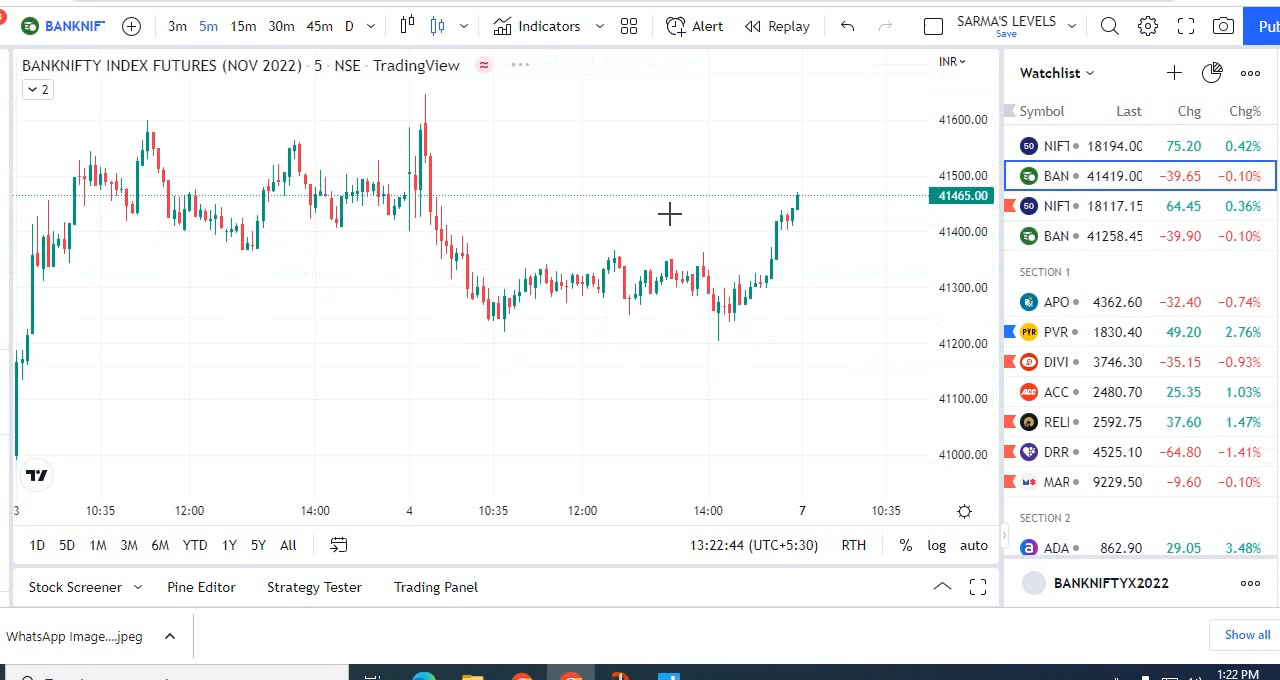 BANKNIF 3m 5m 15m 30m 45m D Indicators Alert Replay SARMA'S LEVELS Save
BANKNIFTY INDEX FUTURES (NOV 2022) · 5 · NSE · TradingView
2
INR
41600.00
41500.00
41465.00
41400.00
41300.00
41200.00
41100.00
41000.00
3 10:35 12:00 14:00 4 10:35 12:00 14:00 7 10:35
1D 5D 1M 3M 6M YTD 1Y 5Y All 13:22:44 (UTC+5:30) RTH % log auto
Stock Screener Pine Editor Strategy Tester Trading Panel
Watchlist
Symbol Last Chg Chg%
50 NIF 18194.00 75.20 0.42%
BAN 41419.00 −39.65 −0.10%
50 NIF 18117.15 64.45 0.36%
BAN 41258.45 −39.90 −0.10%
SECTION 1
APO 4362.60 −32.40 −0.74%
PVR PVR 1830.40 49.20 2.76%
DIVI 3746.30 −35.15 −0.93%
ACC ACC 2480.70 25.35 1.03%
RELI 2592.75 37.60 1.47%
DRR 4525.10 −64.80 −1.41%
MAR 9229.50 −9.60 −0.10%
SECTION 2
a ADA 862.90 29.05 3.48%
BANKNIFTYX2022
WhatsApp Image....jpeg Show all
1:22 PM